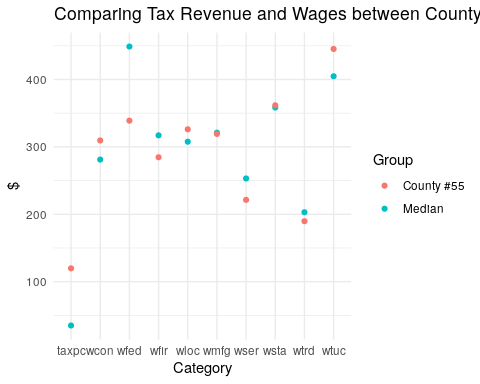 Comparing Tax Revenue and Wages between County
400
300
200
100
$
taxpcwcon wfed wfir wloc wmfg wser wsta wtrd wtuc
Category
Group
County #55
Median